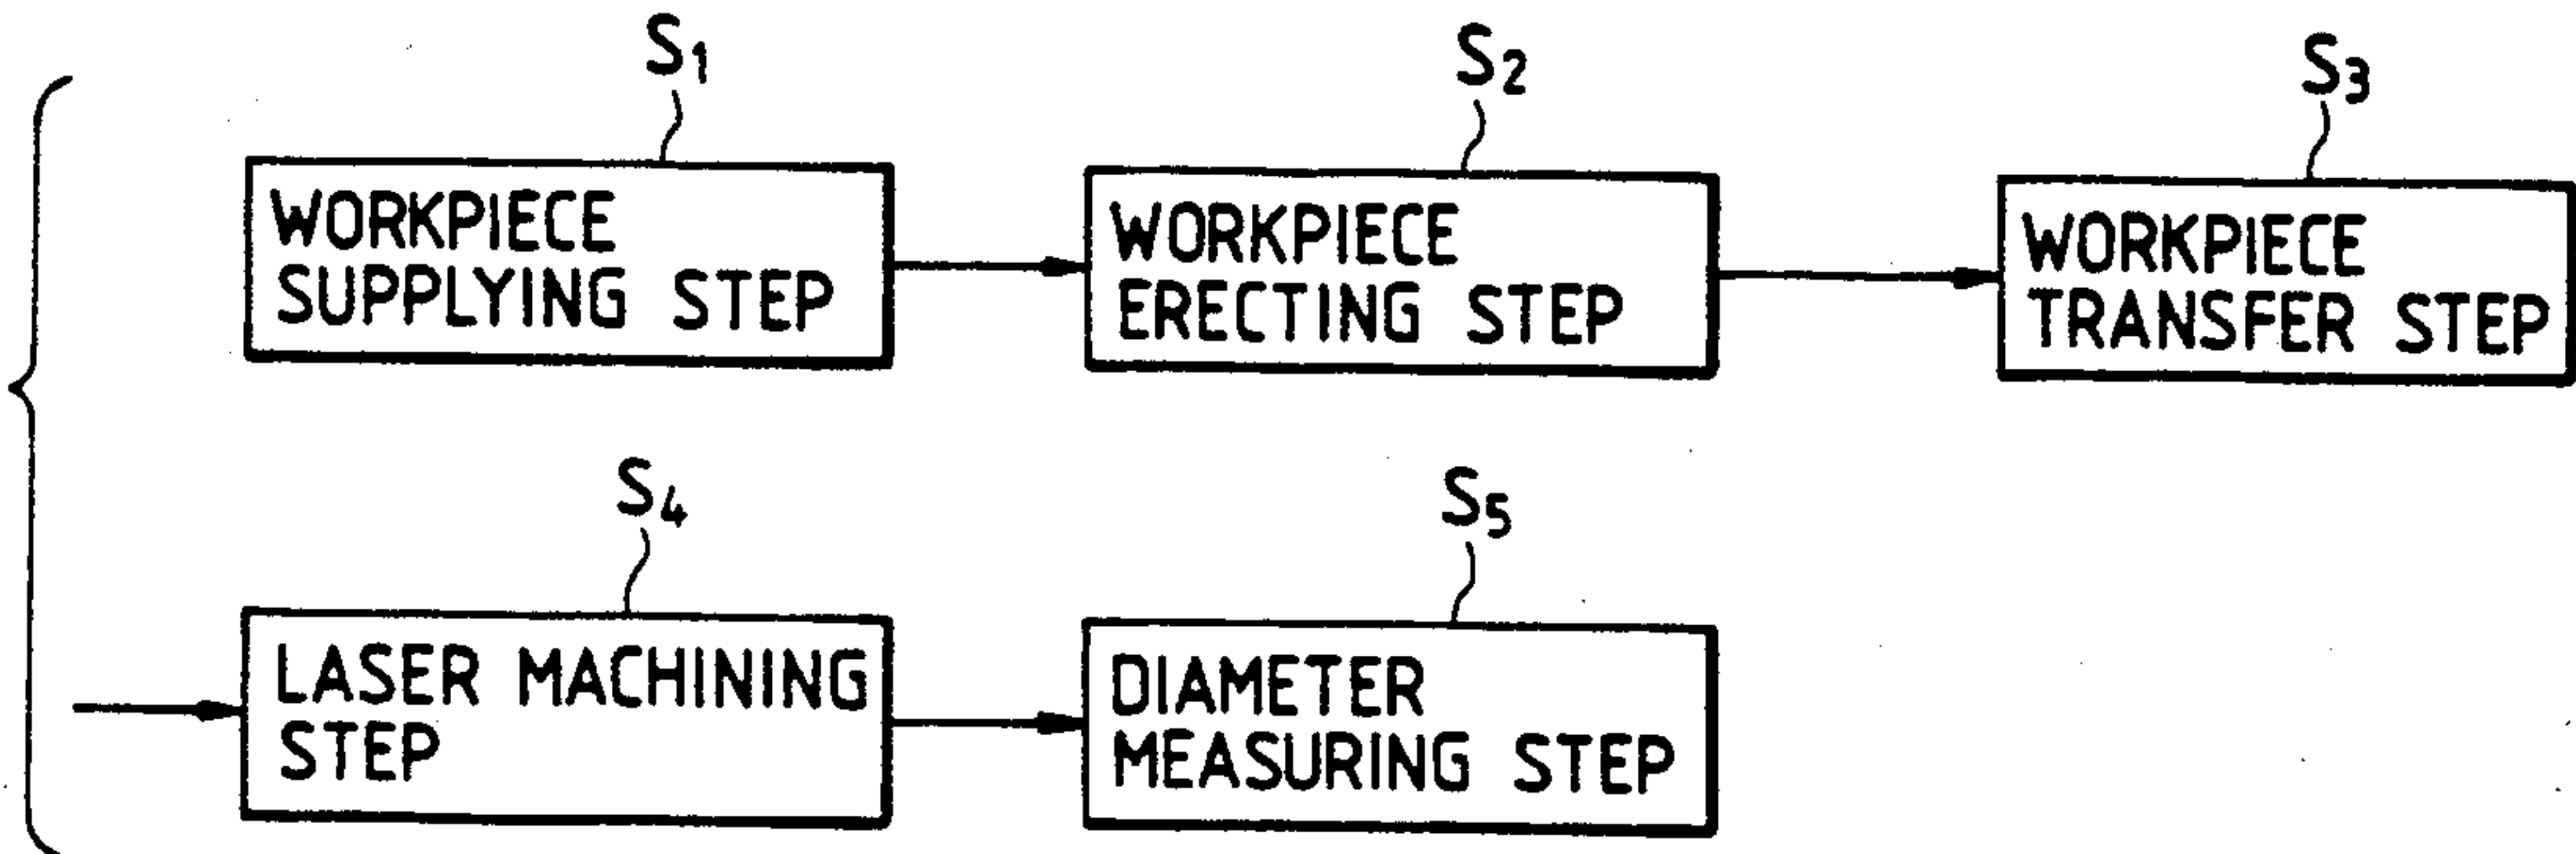 S1
S2
S3
WORKPIECE
SUPPLYING STEP
WORKPIECE
ERECTING STEP
WORKPIECE
TRANSFER STEP
S4
S5
LASER MACHINING
STEP
DIAMETER
MEASURING STEP